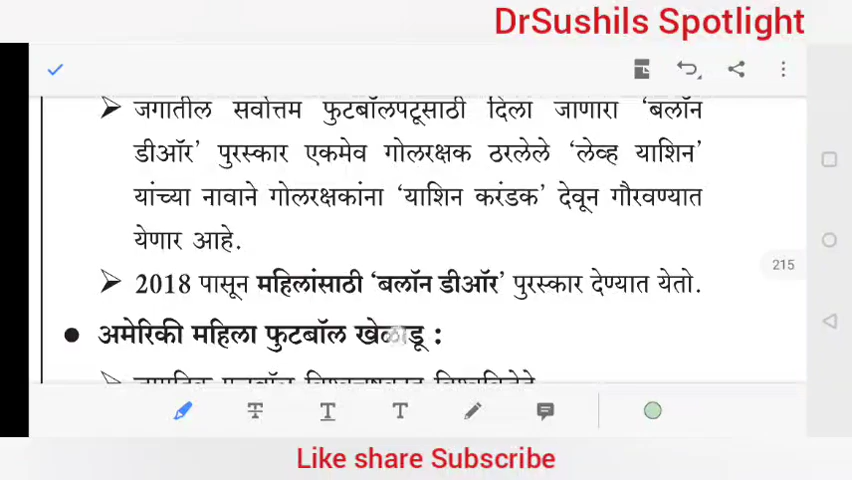 DrSushils Spotlight
➤ जगातील सर्वोत्तम फुटबॉलपटूसाठी दिला जाणारा ‘बलॉन
डीऑर’ पुरस्कार एकमेव गोलरक्षक ठरलेले ‘लेव्ह याशिन’
यांच्या नावाने गोलरक्षकांना ‘याशिन करंडक’ देवून गौरवण्यात
येणार आहे.
215
➤ 2018 पासून महिलांसाठी ‘बलॉन डीऑर’ पुरस्कार देण्यात येतो.
● अमेरिकी महिला फुटबॉल खेळाडू :
Like share Subscribe